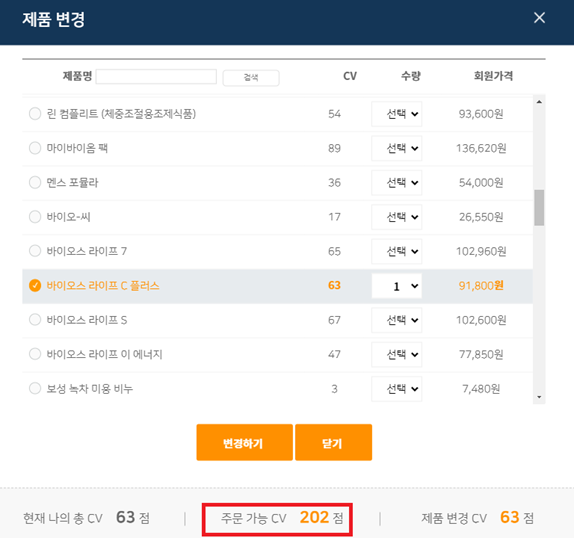 제품 변경
제품명 검색 CV 수량 회원가격
린 컴플리트 (체중조절용조제식품) 54 선택 93,600원
마이바이옴 팩 89 선택 136,620원
멘스 포뮬라 36 선택 54,000원
바이오-씨 17 선택 26,550원
바이오스 라이프 7 65 선택 102,960원
바이오스 라이프 C 플러스 63 1 91,800원
바이오스 라이프 S 67 선택 102,600원
바이오스 라이프 이 에너지 47 선택 77,850원
보성 녹차 미용 비누 3 선택 7,480원
변경하기 닫기
현재 나의 총 CV 63 점 | 주문 가능 CV 202 점 | 제품 변경 CV 63 점